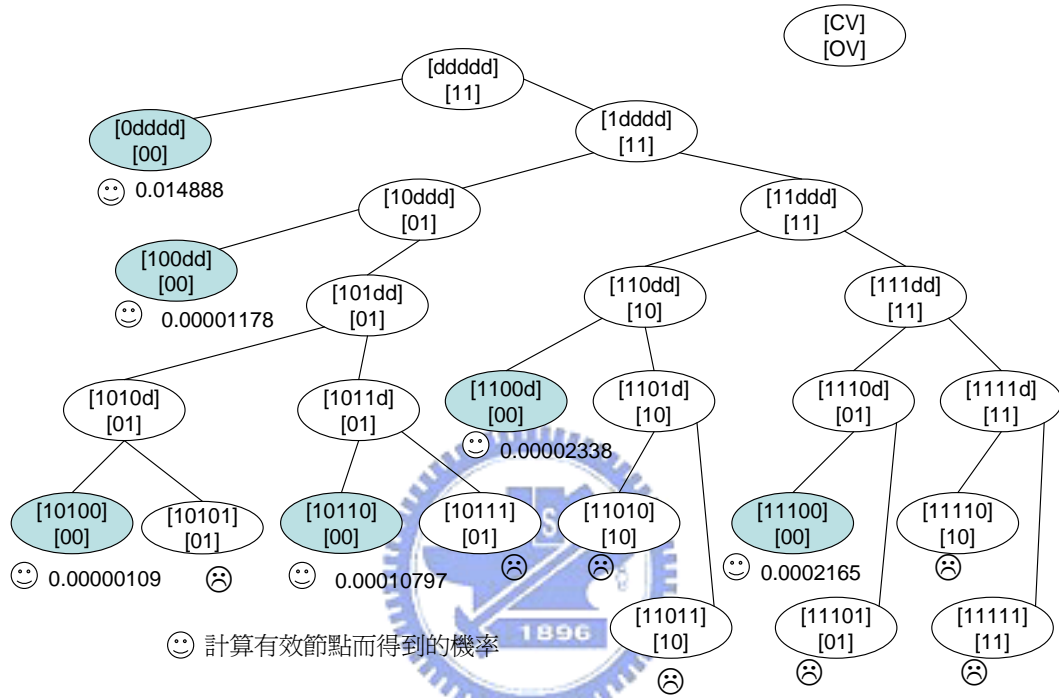 [CV]
[OV]
[ddddd]
[11]
[0dddd]
[00]
0.014888
[1dddd]
[11]
[10ddd]
[01]
[11ddd]
[11]
[100dd]
[00]
0.00001178
[101dd]
[01]
[110dd]
[10]
[111dd]
[11]
[1010d]
[01]
[1011d]
[01]
[1100d]
[00]
0.00002338
[1101d]
[10]
[1110d]
[01]
[1111d]
[11]
[10100]
[00]
0.00000109
[10101]
[01]
[10110]
[00]
0.00010797
[10111]
[01]
[11010]
[10]
[11100]
[00]
0.0002165
[11110]
[10]
[11011]
[10]
[11101]
[01]
[11111]
[11]
計算有效節點而得到的機率
S
1896